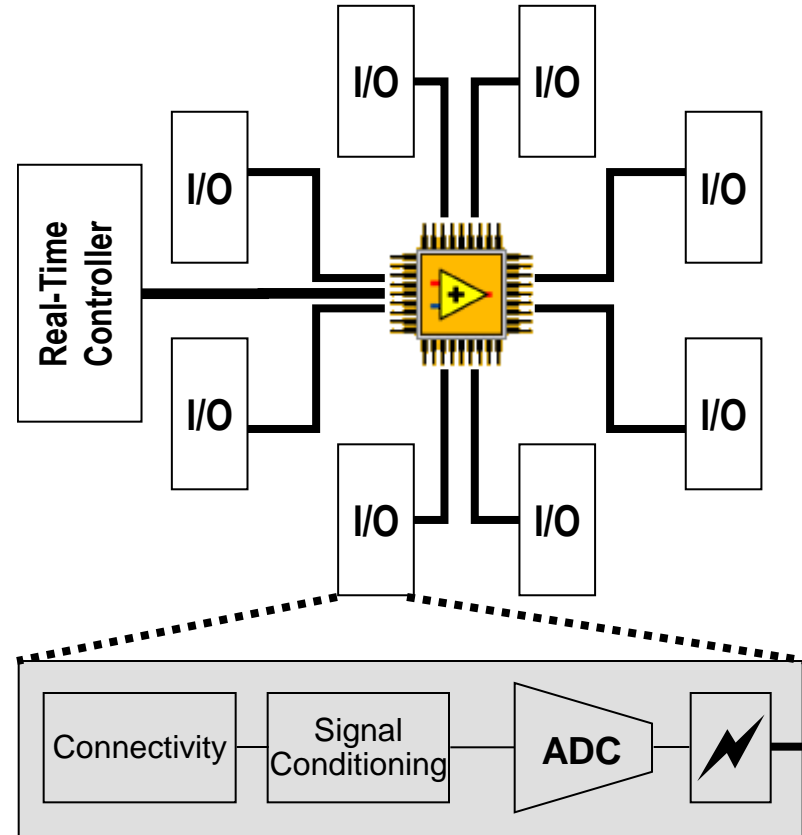 I/O
I/O
I/O
I/O
Real-Time
Controller
I/O
I/O
I/O
I/O
Connectivity
Signal
Conditioning
ADC